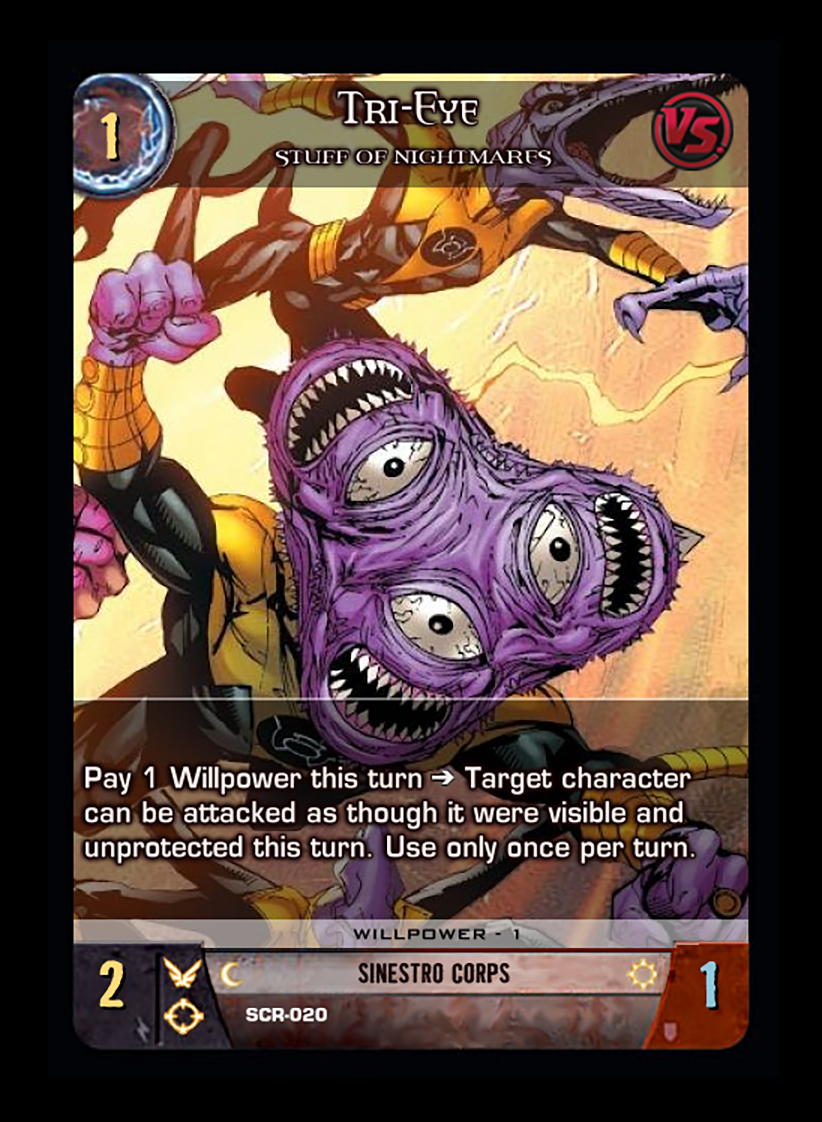 1
Tri-Eye
VS.
STUFF OF NIGHTMARES
Pay 1 Willpower this turn → Target character
can be attacked as though it were visible and
unprotected this turn. Use only once per turn.
WILLPOWER - 1
2
SINESTRO CORPS
1
SCR-020